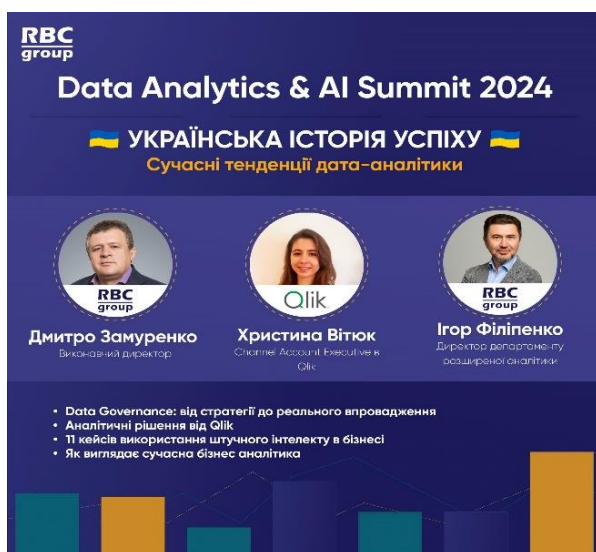 RBC
group
Data Analytics & AI Summit 2024
УКРАЇНСЬКА ІСТОРІЯ УСПІХУ
Сучасні тенденції дата-аналітики
RBC
group
Qlik
RBC
group
Дмитро Замуренко
Виконавчий директор
Христина Вітюк
Channel Account Executive в
Qlik
Ігор Філіпенко
Директор департаменту
розширеної аналітики
• Data Governance: від стратегії до реального впровадження
• Аналітичні рішення від Qlik
• 11 кейсів використання штучного інтелекту в бізнесі
• Як виглядає сучасна бізнес аналітика